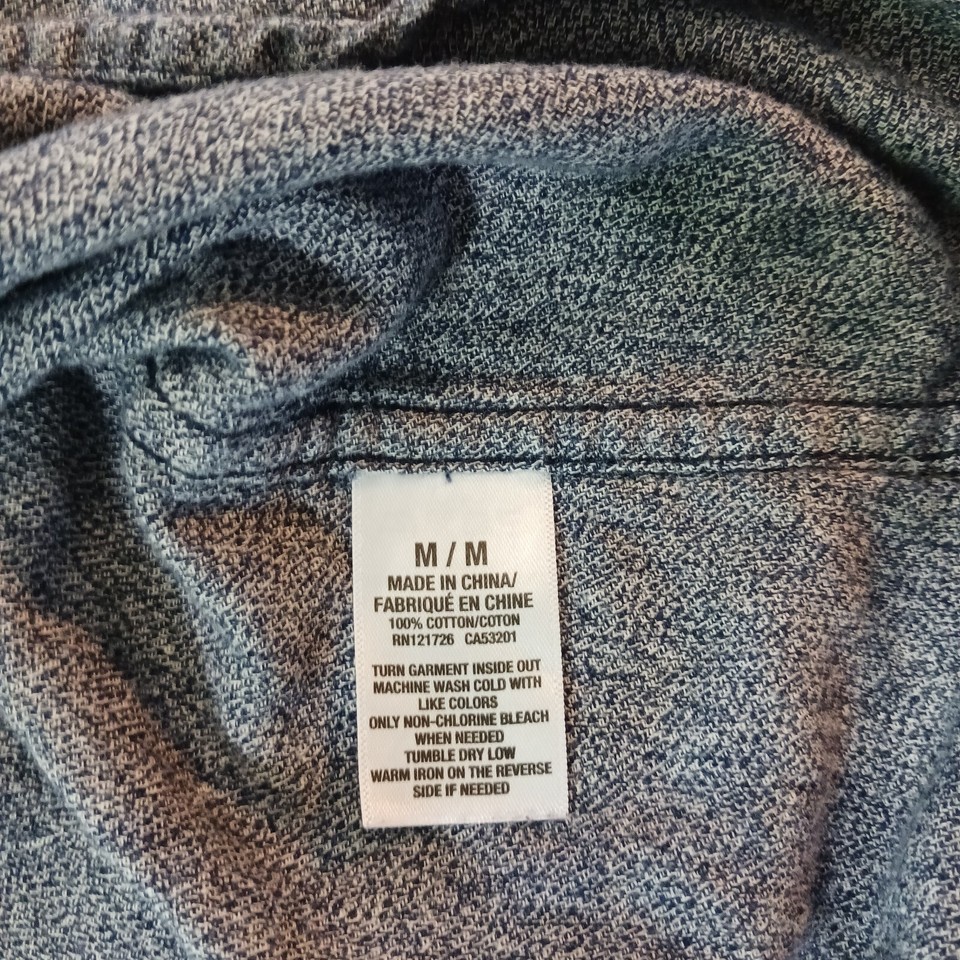 M / M
MADE IN CHINA/
FABRIQUÉ EN CHINE
100% COTTON/COTON
RN121726 CA53201
TURN GARMENT INSIDE OUT
MACHINE WASH COLD WITH
LIKE COLORS
ONLY NON-CHLORINE BLEACH
WHEN NEEDED
TUMBLE DRY LOW
WARM IRON ON THE REVERSE
SIDE IF NEEDED